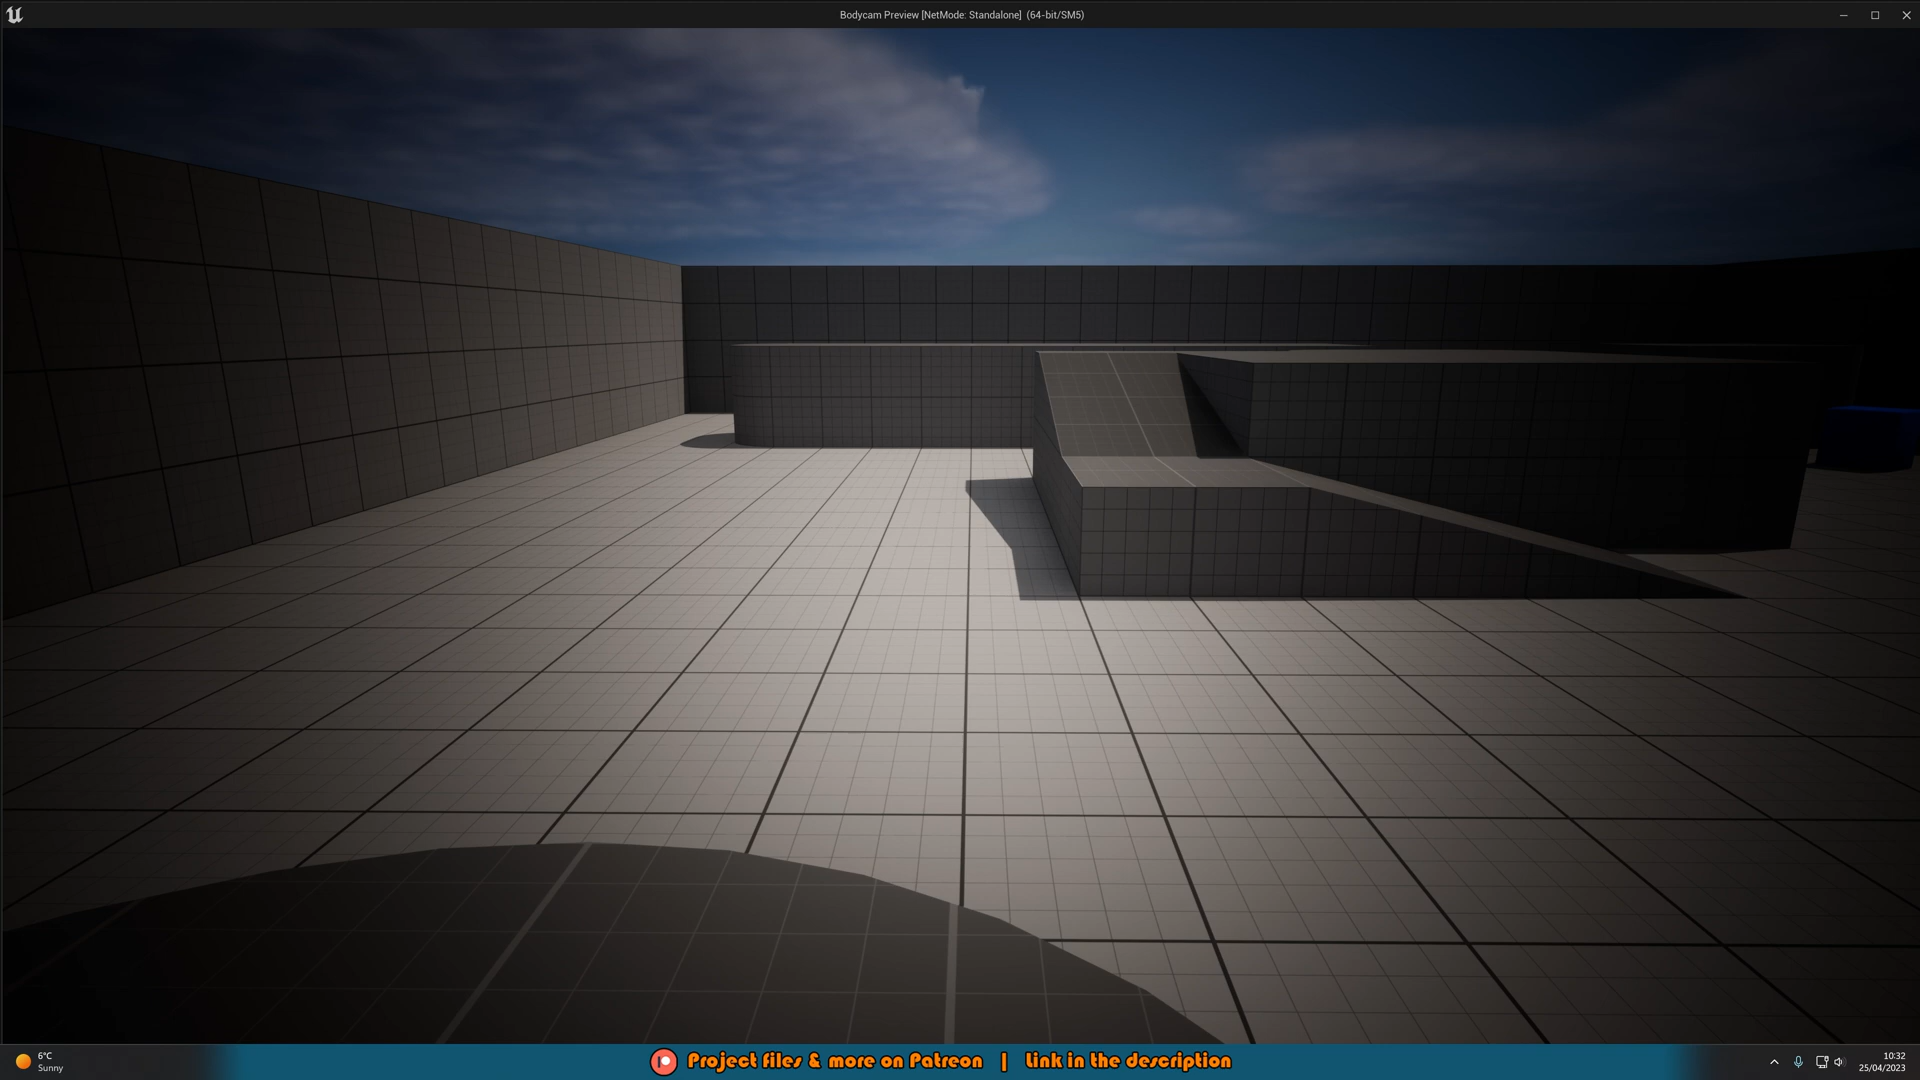 Bodycam Preview [NetMode: Standalone] (64-bit/SM5)
6°C
Sunny
Project files & more on Patreon | Link in the description
10:32
25/04/2023